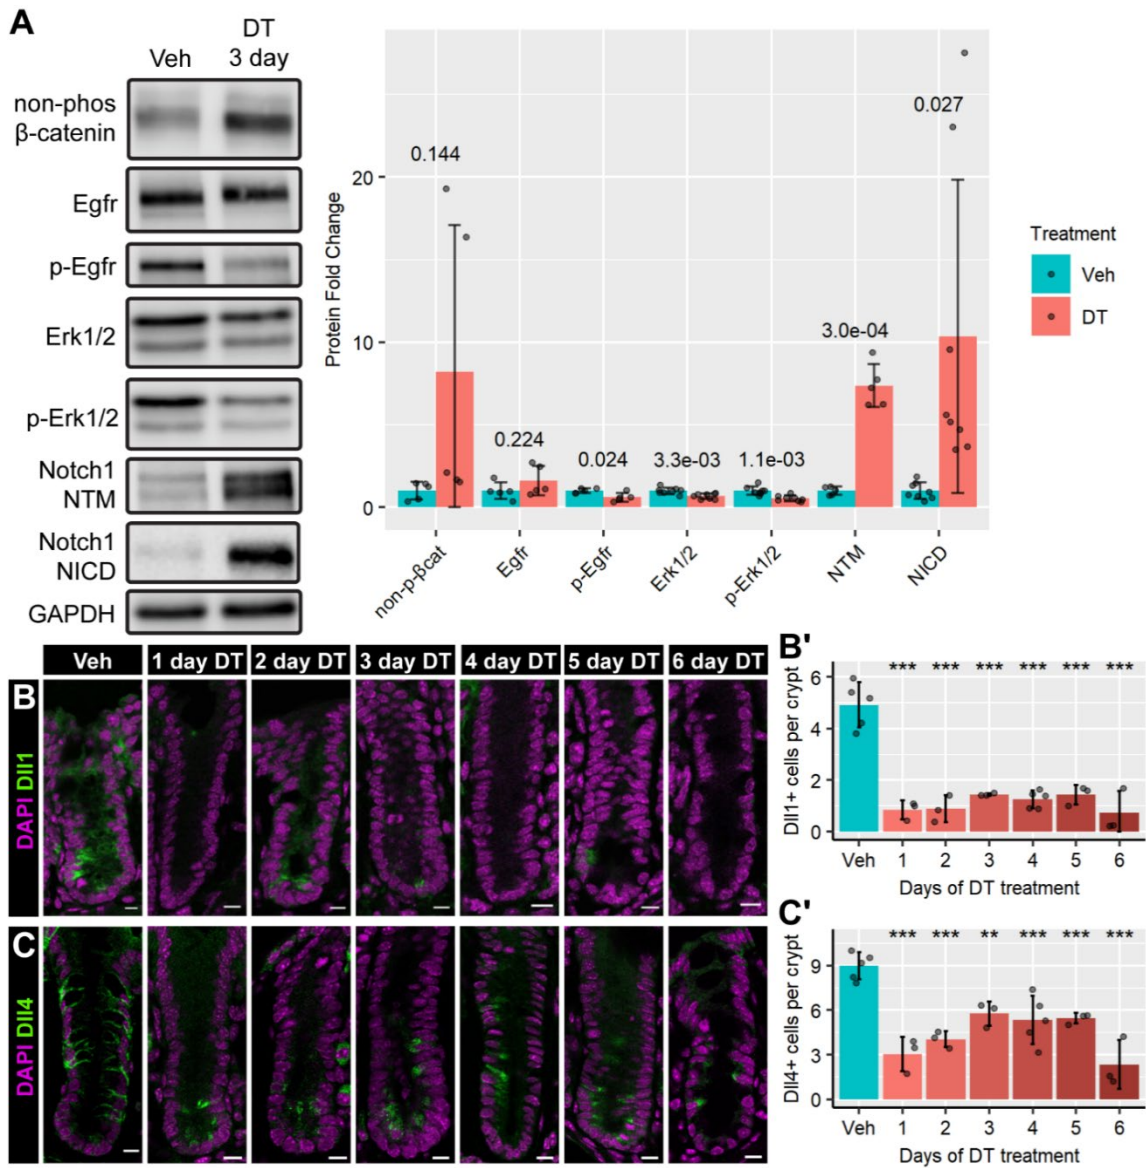 A
Veh
DT
3 day
non-phos
β-catenin
Egfr
p-Egfr
Erk1/2
p-Erk1/2
Notch1
NTM
Notch1
NICD
GAPDH
Protein Fold Change
20
10
0
0.144
0.224
0.024
3.3e-03
1.1e-03
3.0e-04
0.027
non-p-βcat
Egfr
p-Egfr
Erk1/2
p-Erk1/2
NTM
NICD
Treatment
Veh
DT
Veh
1 day DT
2 day DT
3 day DT
4 day DT
5 day DT
6 day DT
B
DAPI Dll1
C
DAPI Dll4
B'
Dll1+ cells per crypt
6
4
2
0
*** *** *** *** *** ***
Veh 1 2 3 4 5 6
Days of DT treatment
C'
Dll4+ cells per crypt
9
6
3
0
*** *** ** *** *** ***
Veh 1 2 3 4 5 6
Days of DT treatment